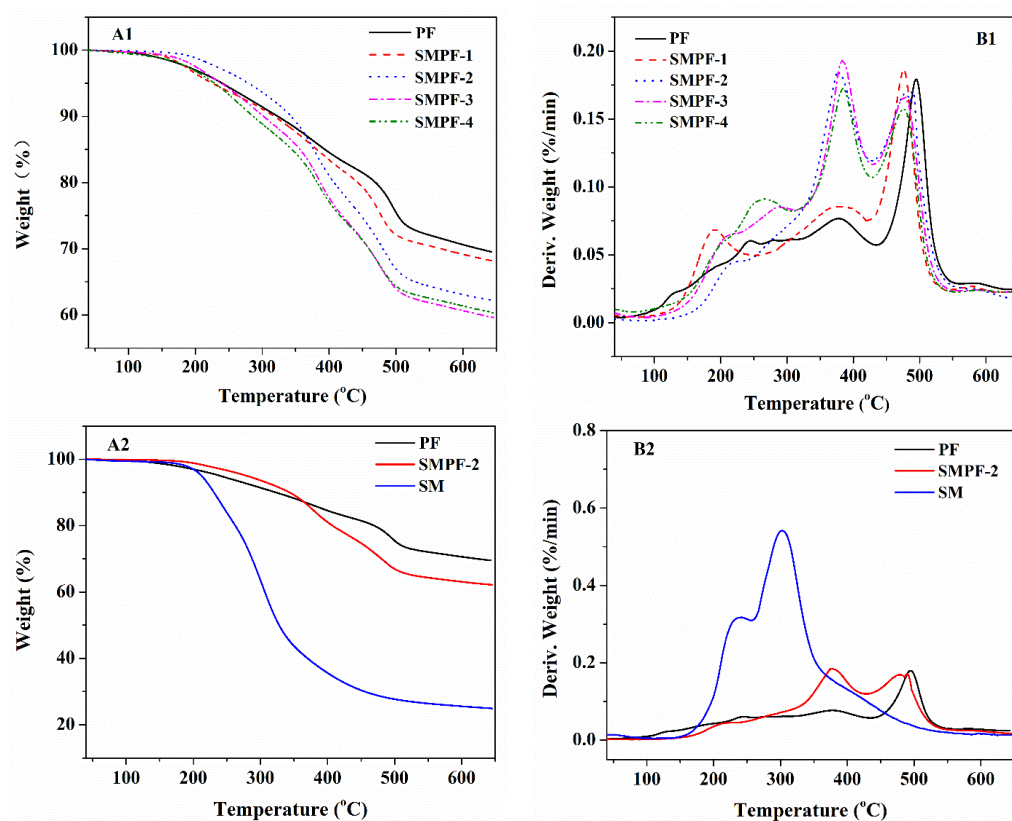 A1
PF
SMPF-1
SMPF-2
SMPF-3
SMPF-4
100
90
80
70
60
Weight (%)
100 200 300 400 500 600
Temperature (oC)
B1
PF
SMPF-1
SMPF-2
SMPF-3
SMPF-4
0.20
0.15
0.10
0.05
0.00
Deriv. Weight (%/min)
100 200 300 400 500 600
Temperature (oC)
A2
PF
SMPF-2
SM
100
80
60
40
20
Weight (%)
100 200 300 400 500 600
Temperature (oC)
B2
PF
SMPF-2
SM
0.8
0.6
0.4
0.2
0.0
Deriv. Weight (%/min)
100 200 300 400 500 600
Temperature (oC)